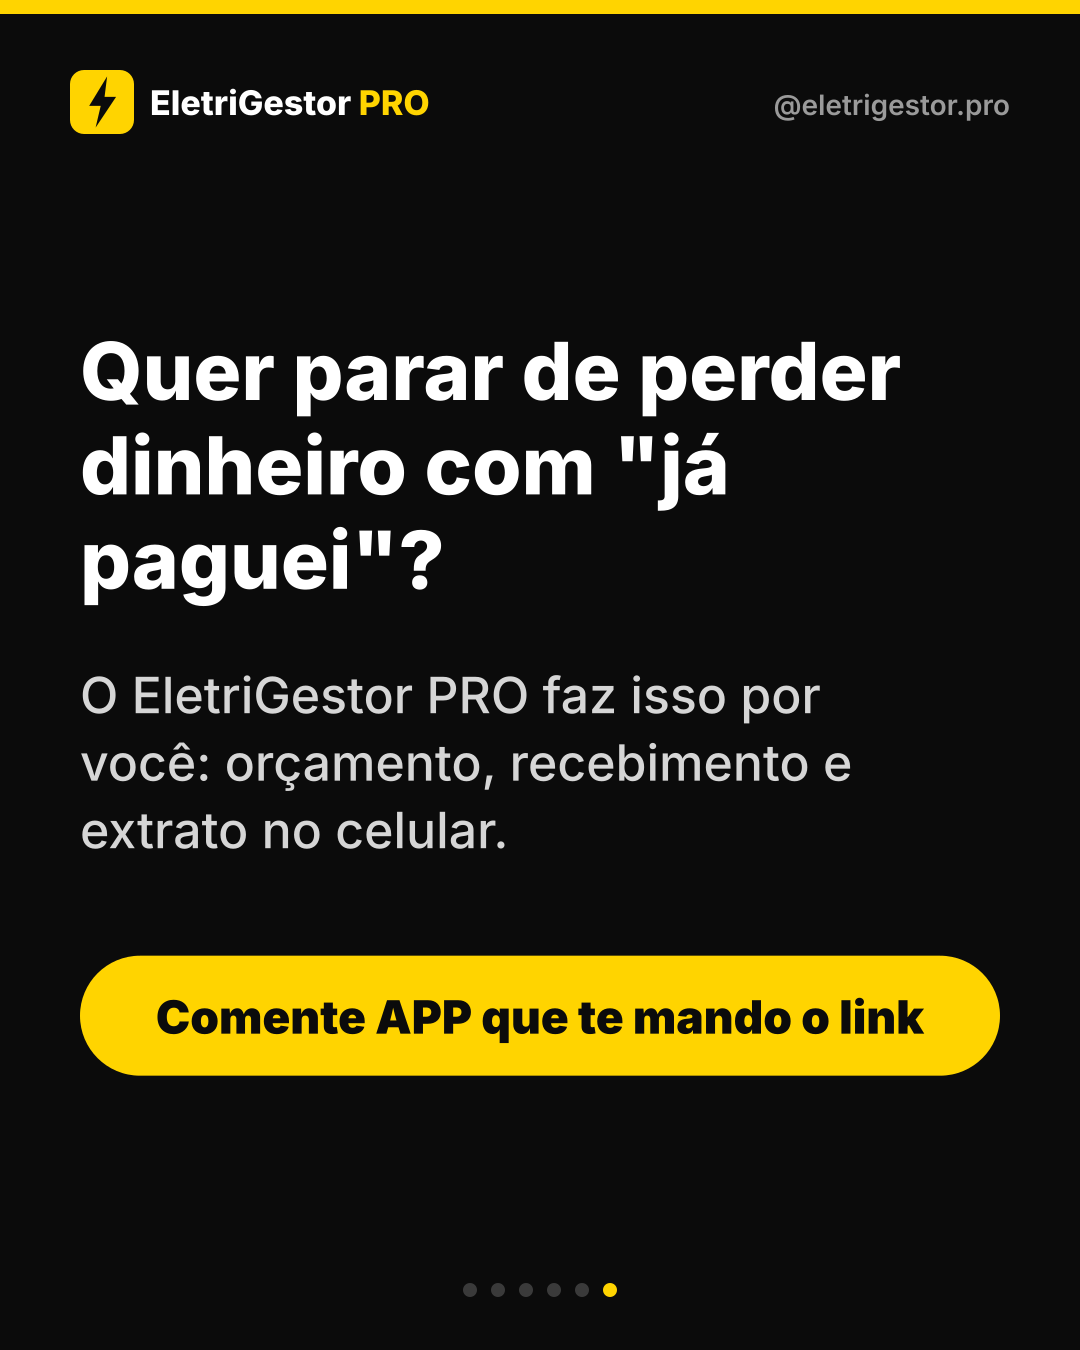 EletriGestor PRO
@eletrigestor.pro
Quer parar de perder
dinheiro com "já
paguei"?
O EletriGestor PRO faz isso por
você: orçamento, recebimento e
extrato no celular.
Comente APP que te mando o link